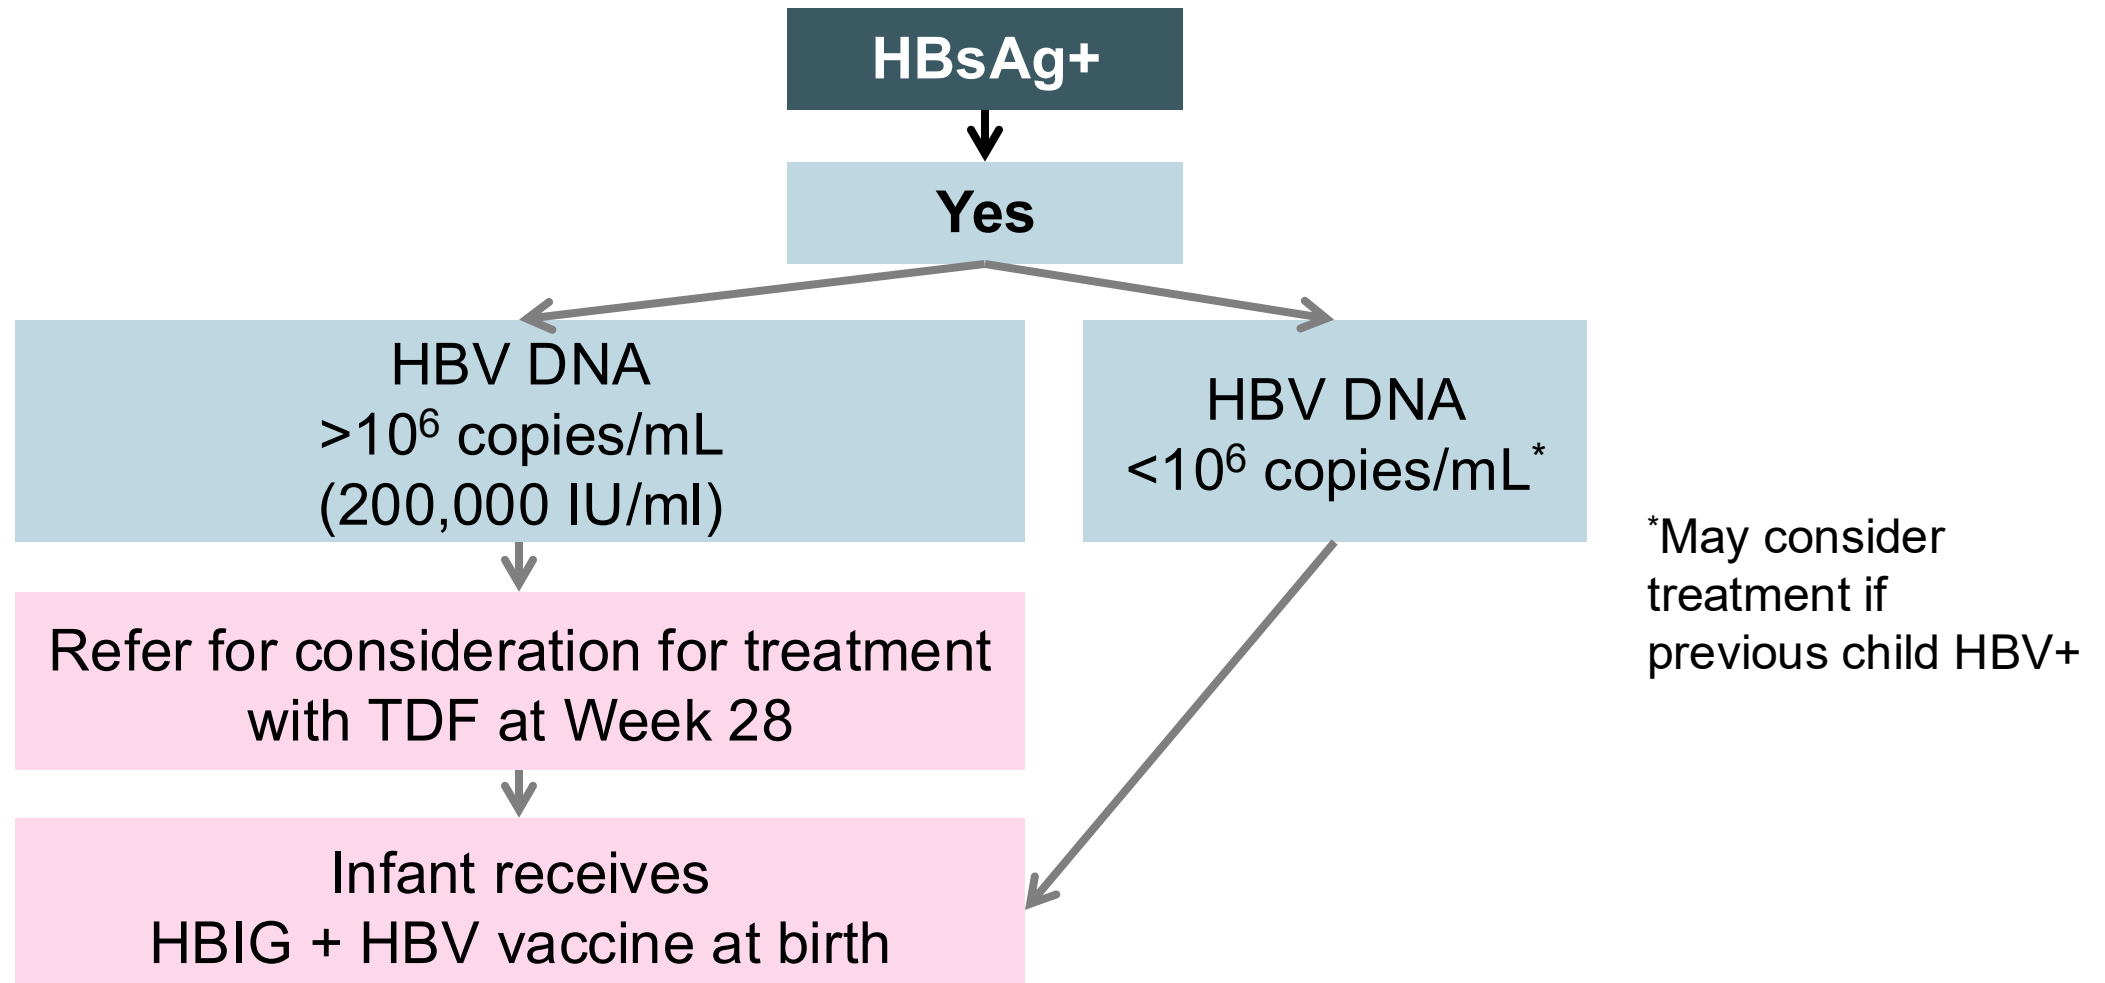 HBsAg+
Yes
HBV DNA
>10⁶ copies/mL
(200,000 IU/ml)
HBV DNA
<10⁶ copies/mL*
*May consider
treatment if
previous child HBV+
Refer for consideration for treatment
with TDF at Week 28
Infant receives
HBIG + HBV vaccine at birth